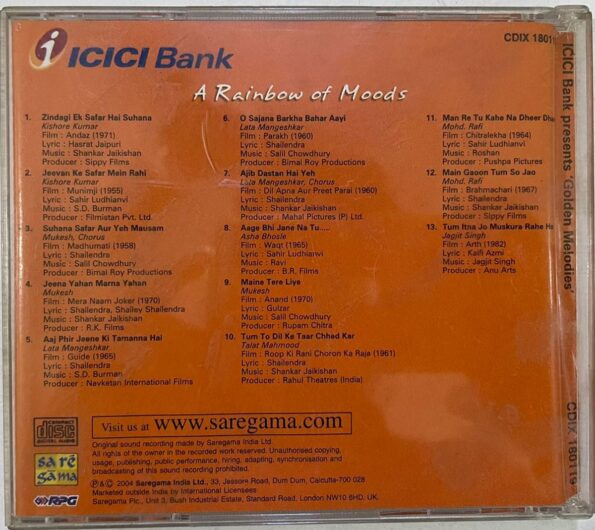 ICICI Bank
CDIX 1801
A Rainbow of Moods
1. Zindagi Ek Safar Hai Suhana
Kishore Kumar
Film : Andaz (1971)
Lyric : Hasrat Jaipuri
Music : Shankar Jaikishan
Producer : Sippy Films
2. Jeevan Ke Safar Mein Rahi
Kishore Kumar
Film : Munimji (1955)
Lyric : Sahir Ludhianvi
Music : S.D. Burman
Producer : Filmistan Pvt. Ltd.
3. Suhana Safar Aur Yeh Mausam
Mukesh, Chorus
Film : Madhumati (1958)
Lyric : Shailendra
Music : Salil Chowdhury
Producer : Bimal Roy Productions
4. Jeena Yahan Marna Yahan
Mukesh
Film : Mera Naam Joker (1970)
Lyric : Shailendra, Shailey Shailendra
Music : Shankar Jaikishan
Producer : R.K. Films
5. Aaj Phir Jeene Ki Tamanna Hai
Lata Mangeshkar
Film : Guide (1965)
Lyric : Shailendra
Music : S.D. Burman
Producer : Navketan International Films
6. O Sajana Barkha Bahar Aayi
Lata Mangeshkar
Film : Parakh (1960)
Lyric : Shailendra
Music : Salil Chowdhury
Producer : Bimal Roy Productions
7. Ajib Dastan Hai Yeh
Lata Mangeshkar, Chorus
Film : Dil Apna Aur Preet Parai (1960)
Lyric : Shailendra
Music : Shankar Jaikishan
Producer : Mahal Pictures (P) Ltd.
8. Aage Bhi Jane Na Tu....
Asha Bhosle
Film : Waqt (1965)
Lyric : Sahir Ludhianvi
Music : Ravi
Producer : B.R. Films
9. Maine Tere Liye
Mukesh
Film : Anand (1970)
Lyric : Gulzar
Music : Salil Chowdhury
Producer : Rupam Chitra
10. Tum To Dil Ke Taar Chhed Kar
Talat Mahmood
Film : Roop Ki Rani Choron Ka Raja (1961)
Lyric : Shailendra
Music : Shankar Jaikishan
Producer : Rahul Theatres (India)
11. Man Re Tu Kahe Na Dheer Dha
Mohd. Rafi
Film : Chitralekha (1964)
Lyric : Sahir Ludhianvi
Music : Roshan
Producer : Pushpa Pictures
12. Main Gaoon Tum So Jao
Mohd. Rafi
Film : Brahmachari (1967)
Lyric : Shailendra
Music : Shankar Jaikishan
Producer : Sippy Films
13. Tum Itna Jo Muskura Rahe H
Jagjit Singh
Film : Arth (1982)
Lyric : Kaifi Azmi
Music : Jagjit Singh
Producer : Anu Arts
COMPACT
disc
DIGITAL AUDIO
Visit us at www.saregama.com
sa re
ga ma
RPG
Original sound recording made by Saregama India Ltd.
All rights of the owner in the recorded work reserved. Unauthorised copying,
usage, publishing, public performance, hiring, adapting, synchronisation and
broadcasting of this sound recording prohibited.
℗ & © 2004 Saregama India Ltd., 33, Jessore Road, Dum Dum, Calcutta-700 028
Marketed outside India by International Licensees
Saregama Plc., Unit 3, Bush Industrial Estate, Standard Road, London NW10 6HD, UK.
ICICI Bank presents 'Golden Melodies'
CDIX 180119